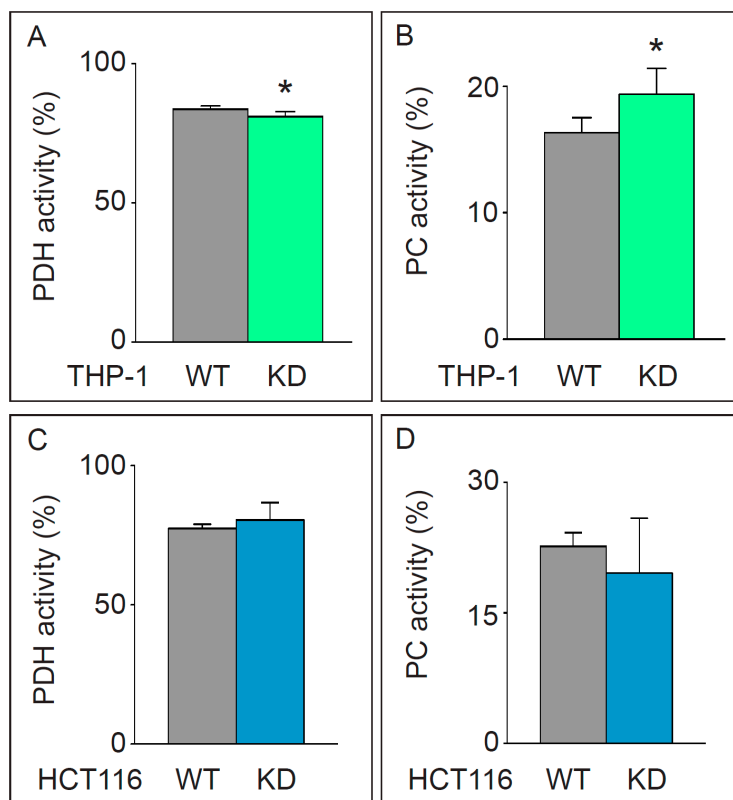 A
PDH activity (%)
100
50
0
*
THP-1 WT KD
B
PC activity (%)
20
10
0
*
THP-1 WT KD
C
PDH activity (%)
100
50
0
HCT116 WT KD
D
PC activity (%)
30
15
0
HCT116 WT KD